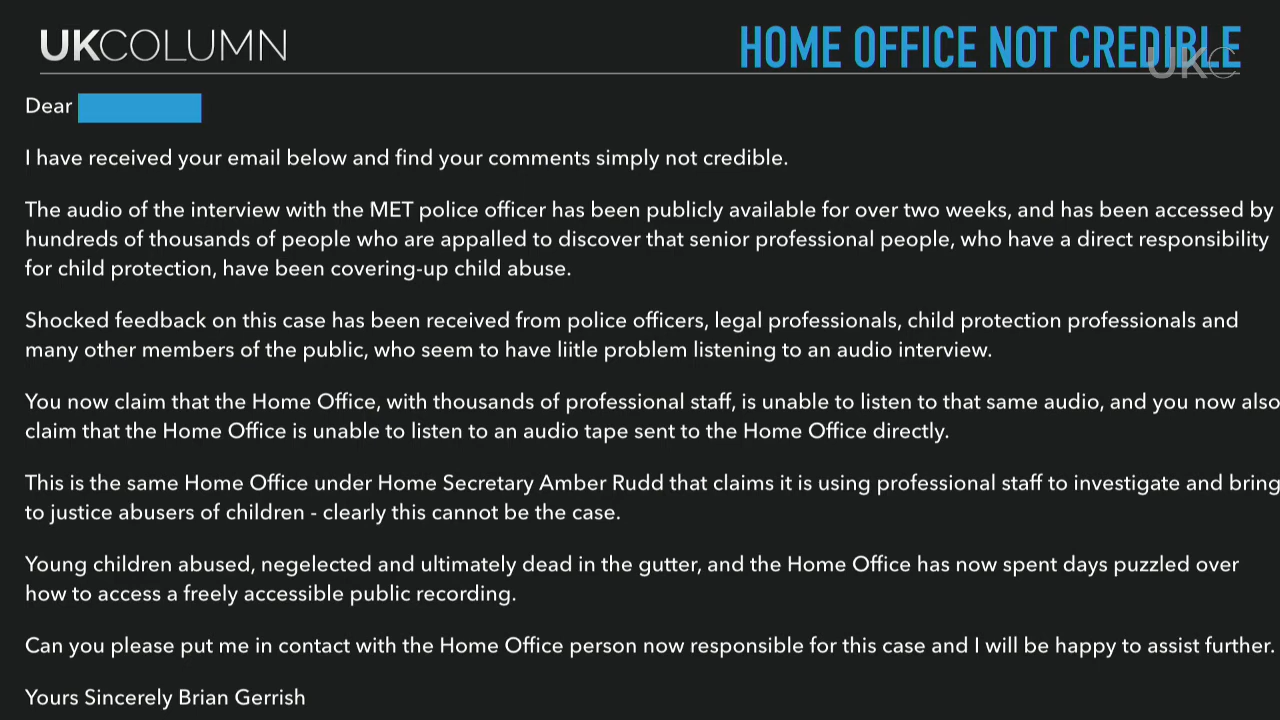 UKCOLUMN
HOME OFFICE NOT CREDIBLE
UKC
Dear
I have received your email below and find your comments simply not credible.
The audio of the interview with the MET police officer has been publicly available for over two weeks, and has been accessed by
hundreds of thousands of people who are appalled to discover that senior professional people, who have a direct responsibility
for child protection, have been covering-up child abuse.
Shocked feedback on this case has been received from police officers, legal professionals, child protection professionals and
many other members of the public, who seem to have liitle problem listening to an audio interview.
You now claim that the Home Office, with thousands of professional staff, is unable to listen to that same audio, and you now also
claim that the Home Office is unable to listen to an audio tape sent to the Home Office directly.
This is the same Home Office under Home Secretary Amber Rudd that claims it is using professional staff to investigate and bring
to justice abusers of children - clearly this cannot be the case.
Young children abused, negelected and ultimately dead in the gutter, and the Home Office has now spent days puzzled over
how to access a freely accessible public recording.
Can you please put me in contact with the Home Office person now responsible for this case and I will be happy to assist further.
Yours Sincerely Brian Gerrish